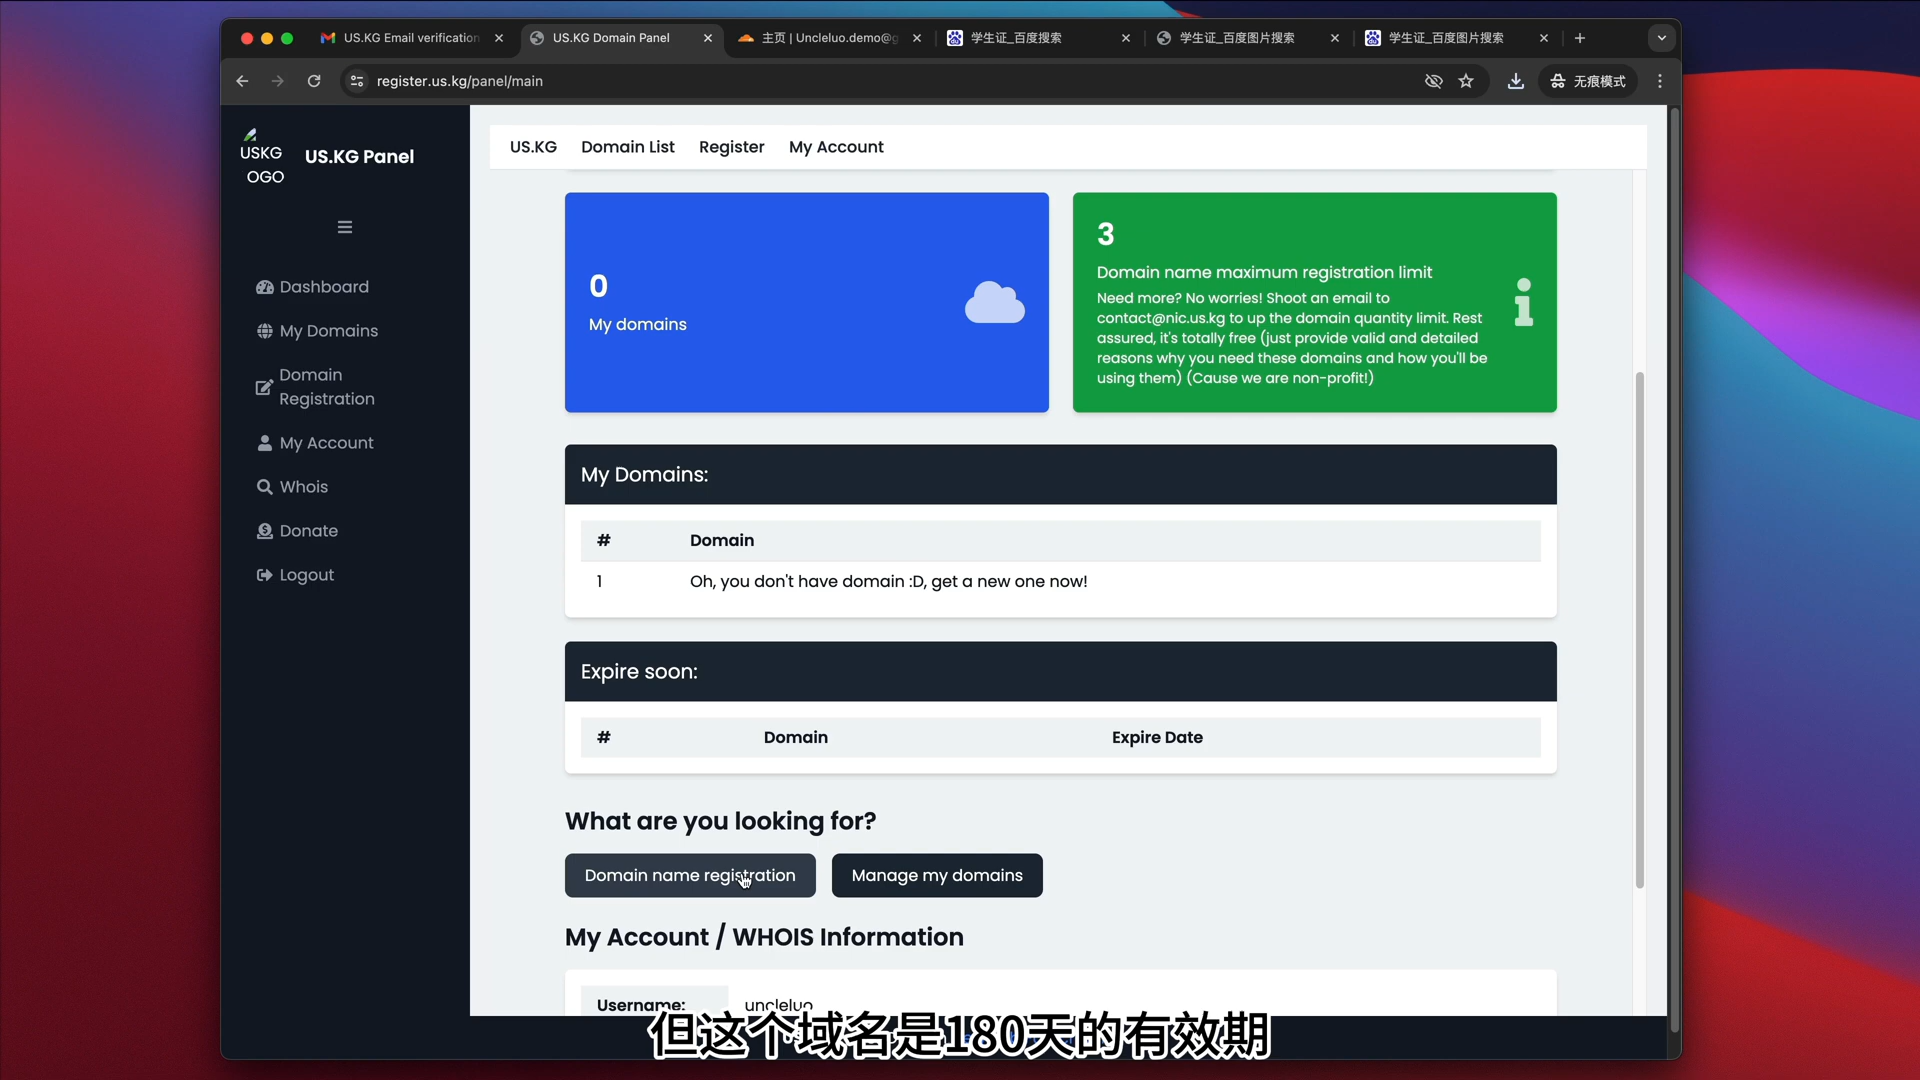 US.KG Email verification
US.KG Domain Panel
主页 | Uncleluo.demo@g
学生证_百度搜索
学生证_百度图片搜索
学生证_百度图片搜索
register.us.kg/panel/main
无痕模式
USKG
OGO
US.KG Panel
Dashboard
My Domains
Domain
Registration
My Account
Whois
Donate
Logout
US.KG
Domain List
Register
My Account
0
My domains
3
Domain name maximum registration limit
Need more? No worries! Shoot an email to
contact@nic.us.kg to up the domain quantity limit. Rest
assured, it's totally free (just provide valid and detailed
reasons why you need these domains and how you'll be
using them) (Cause we are non-profit!)
My Domains:
# Domain
1 Oh, you don't have domain :D, get a new one now!
Expire soon:
# Domain Expire Date
What are you looking for?
Domain name registration
Manage my domains
My Account / WHOIS Information
Username: uncleluo
但这个域名是180天的有效期